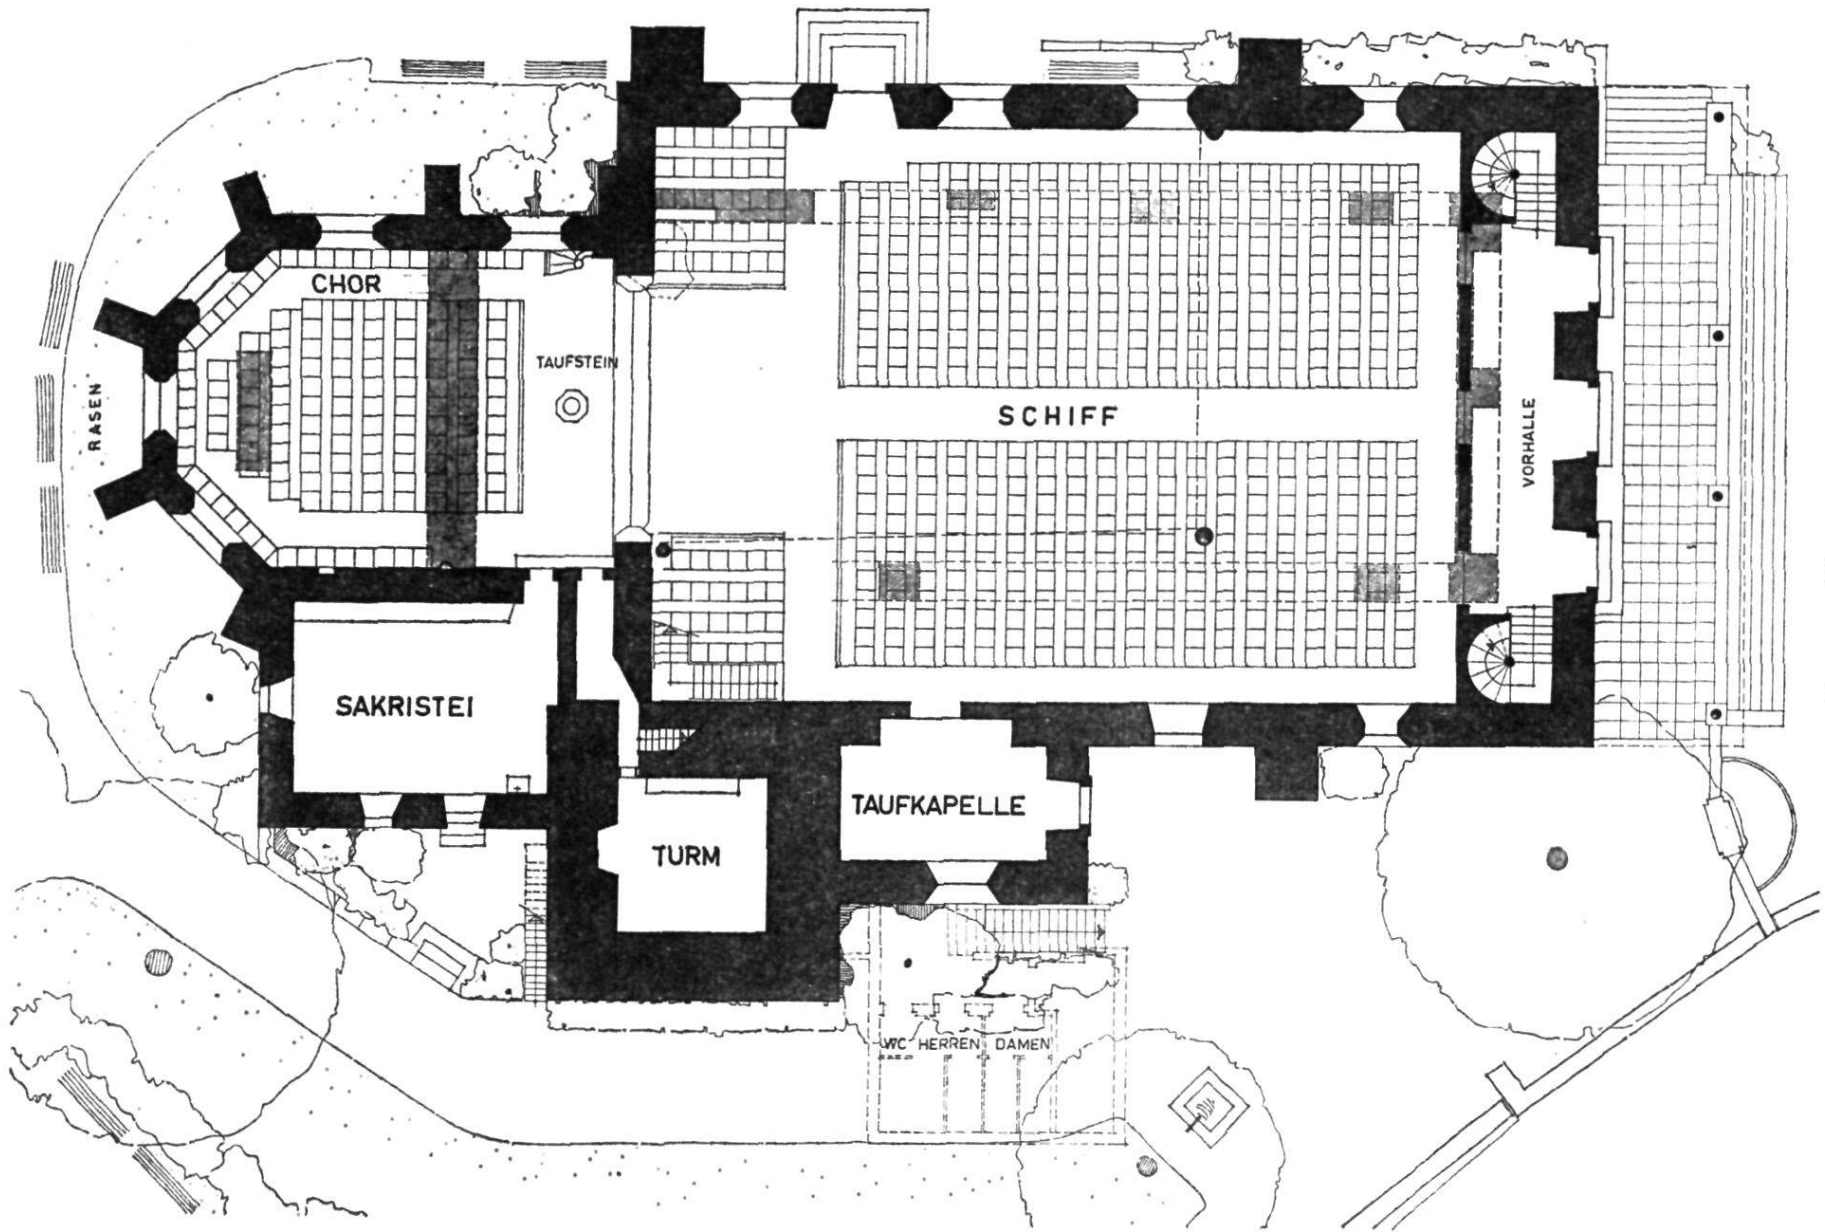 CHOR
TAUFSTEIN
RASEN
SCHIFF
VORHALLE
SAKRISTEI
TAUFKAPELLE
TURM
WC HERREN DAMEN